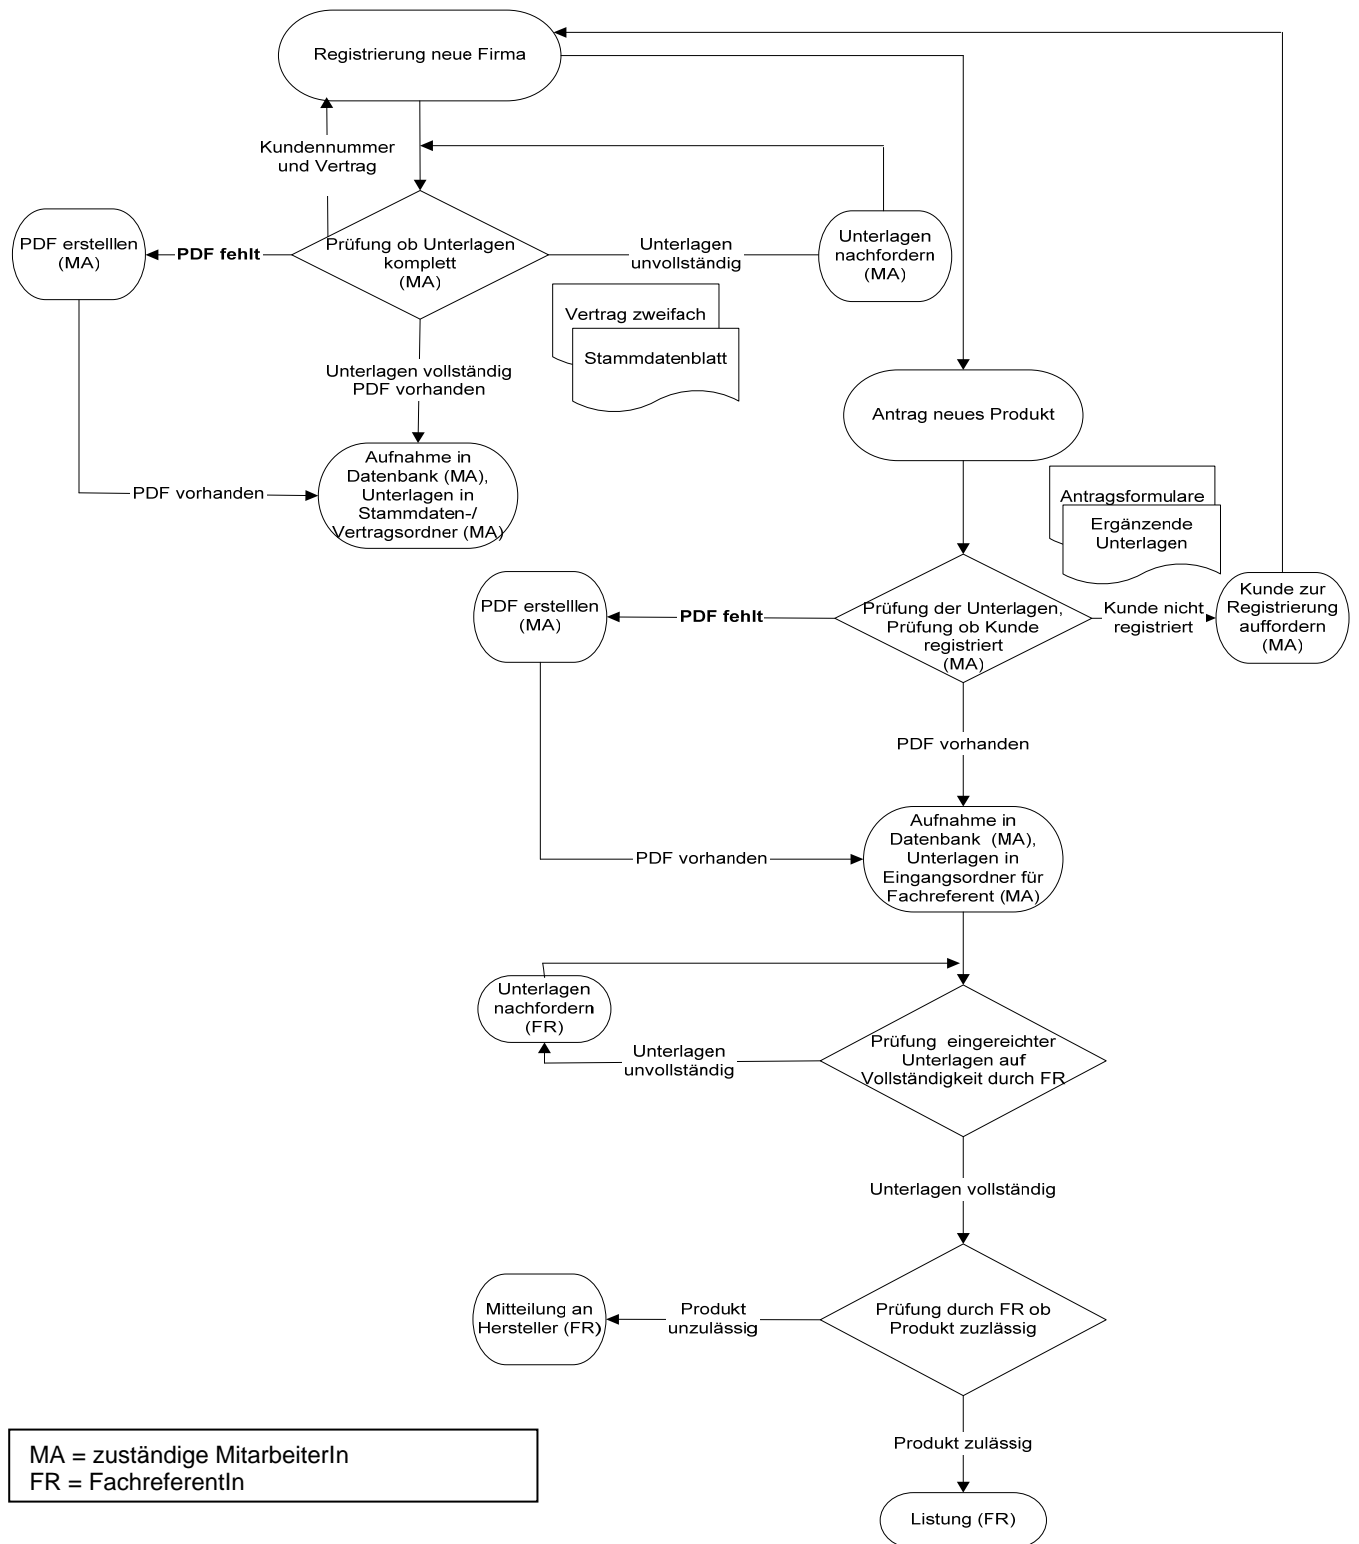 Registrierung neue Firma
Kundennummer
und Vertrag
PDF erstelllen
(MA)
PDF fehlt
Prüfung ob Unterlagen
komplett
(MA)
Unterlagen
unvollständig
Unterlagen
nachfordern
(MA)
Vertrag zweifach
Stammdatenblatt
Unterlagen vollständig
PDF vorhanden
Antrag neues Produkt
Aufnahme in
Datenbank (MA),
Unterlagen in
Stammdaten-/
Vertragsordner (MA)
PDF vorhanden
Antragsformulare
Ergänzende
Unterlagen
PDF erstelllen
(MA)
PDF fehlt
Prüfung der Unterlagen,
Prüfung ob Kunde
registriert
(MA)
Kunde nicht
registriert
Kunde zur
Registrierung
auffordern
(MA)
PDF vorhanden
Aufnahme in
Datenbank (MA),
Unterlagen in
Eingangsordner für
Fachreferent (MA)
PDF vorhanden
Unterlagen
nachfordern
(FR)
Unterlagen
unvollständig
Prüfung eingereichter
Unterlagen auf
Vollständigkeit durch FR
Unterlagen vollständig
Mitteilung an
Hersteller (FR)
Produkt
unzulässig
Prüfung durch FR ob
Produkt zuzlässig
Produkt zulässig
MA = zuständige MitarbeiterIn
FR = FachreferentIn
Listung (FR)